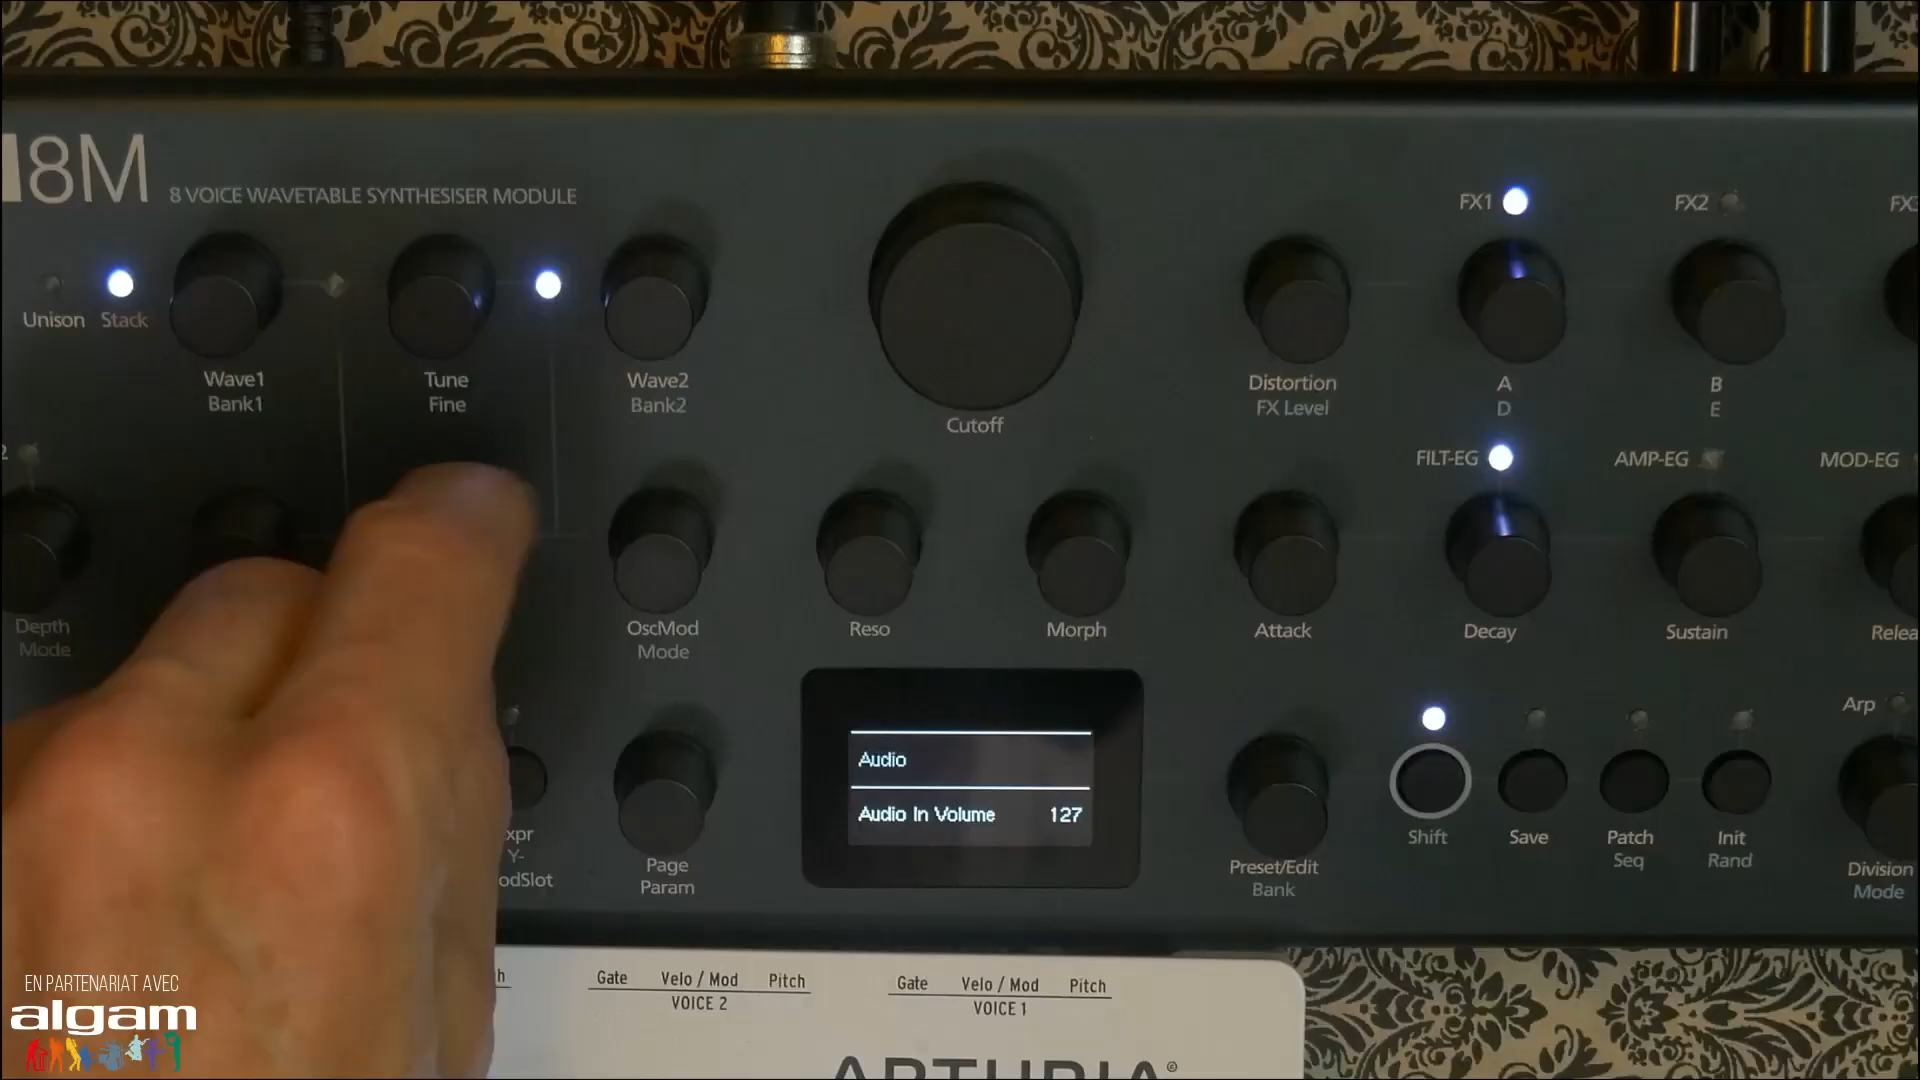 8M
8 VOICE WAVETABLE SYNTHESISER MODULE
FX1
FX2
Unison
Stack
Wave1
Bank1
Tune
Fine
Wave2
Bank2
Cutoff
Distortion
FX Level
A
D
B
E
FILT-EG
AMP-EG
MOD-EG
Depth
Mode
OscMod
Mode
Reso
Morph
Attack
Decay
Sustain
Audio
Audio In Volume 127
Page
Param
Preset/Edit
Bank
Shift
Save
Patch
Seq
Init
Rand
Arp
Division
Mode
Gate Velo / Mod Pitch
VOICE 2
Gate Velo / Mod Pitch
VOICE 1
ARTURIA®
EN PARTENARIAT AVEC
algam